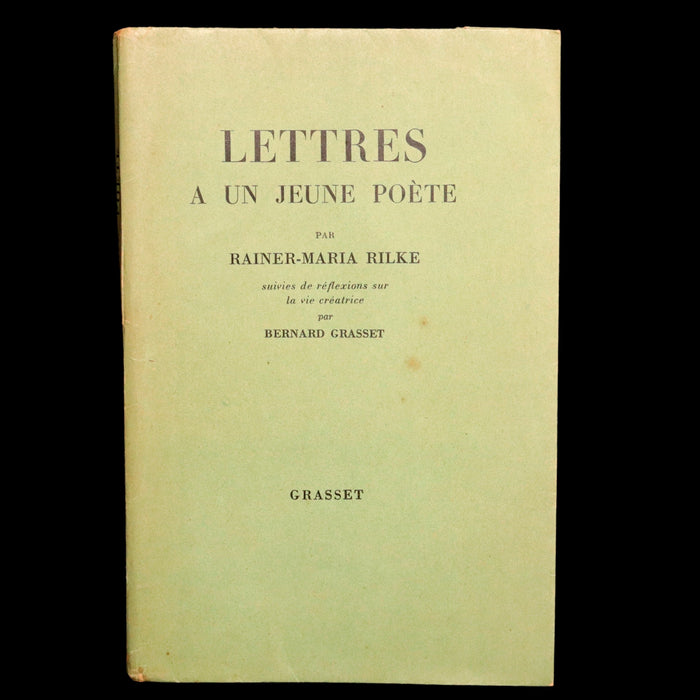 LETTRES
A UN JEUNE POÈTE
PAR
RAINER-MARIA RILKE
suivies de réflexions sur
la vie créatrice
par
BERNARD GRASSET
GRASSET